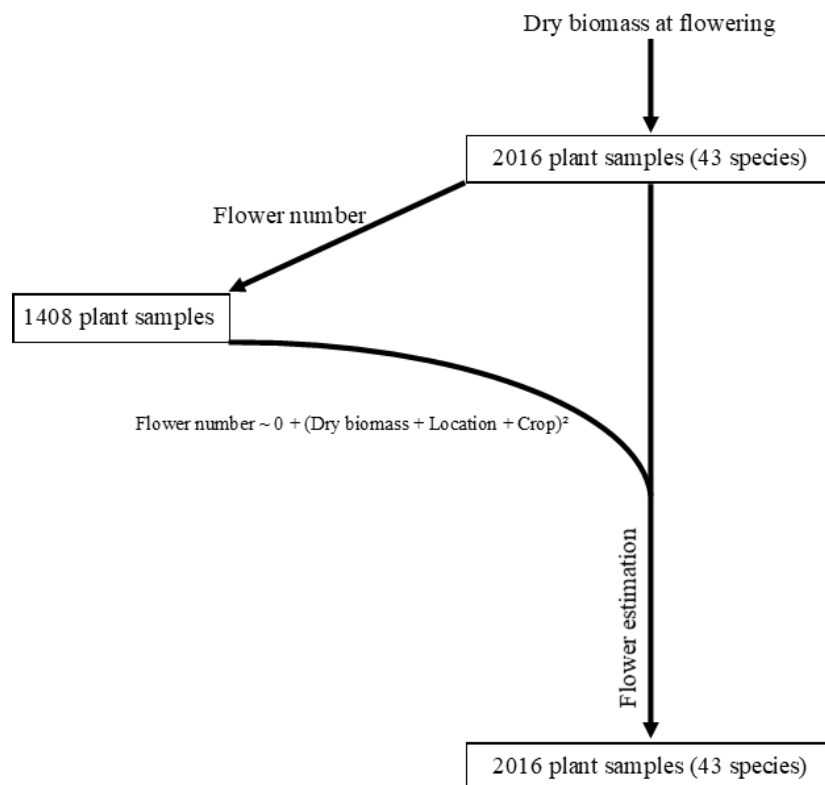 Dry biomass at flowering
2016 plant samples (43 species)
Flower number
1408 plant samples
Flower number ~ 0 + (Dry biomass + Location + Crop)²
Flower estimation
2016 plant samples (43 species)